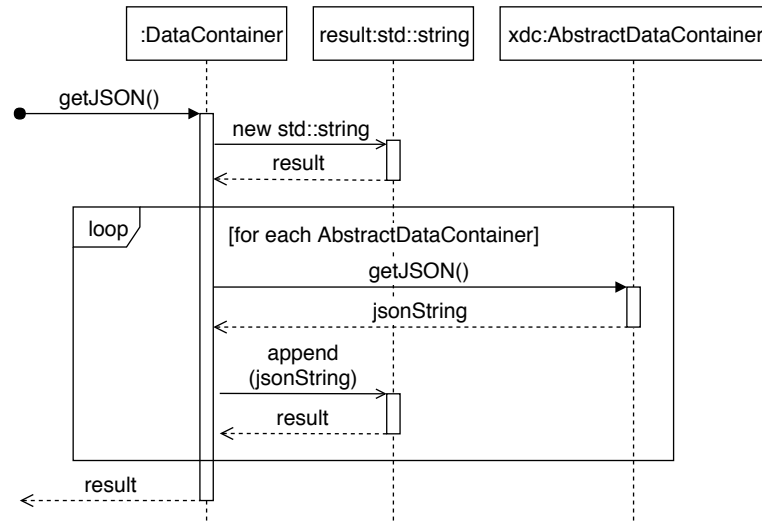 :DataContainer
result:std::string
xdc:AbstractDataContainer
getJSON()
new std::string
result
loop
[for each AbstractDataContainer]
getJSON()
jsonString
append
(jsonString)
result
result